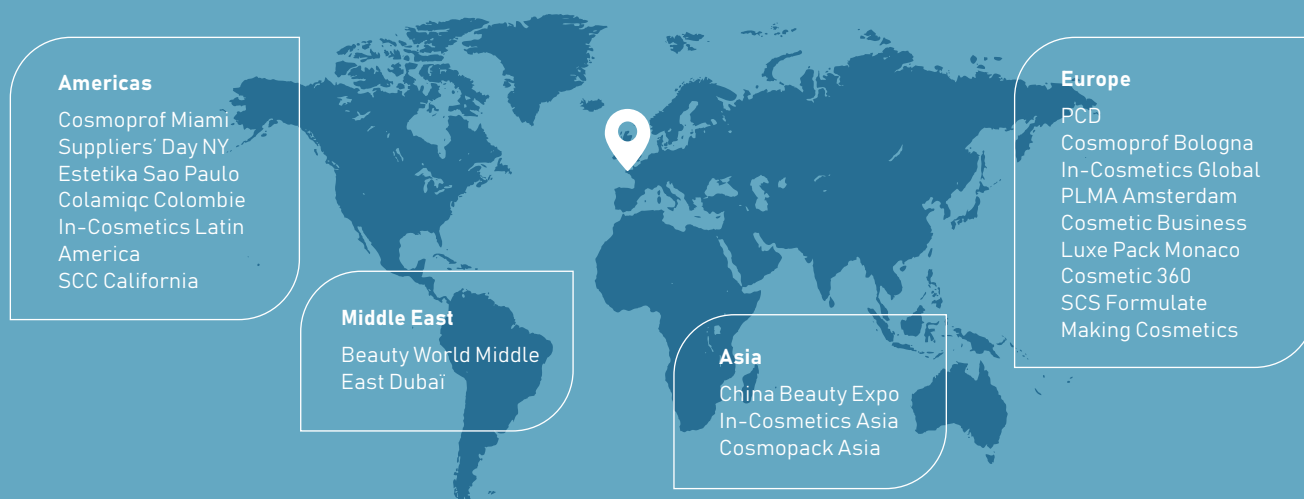 Americas
Cosmoprof Miami
Suppliers' Day NY
Estetika Sao Paulo
Colamiqc Colombie
In-Cosmetics Latin
America
SCC California
Middle East
Beauty World Middle
East Dubaï
Asia
China Beauty Expo
In-Cosmetics Asia
Cosmopack Asia
Europe
PCD
Cosmoprof Bologna
In-Cosmetics Global
PLMA Amsterdam
Cosmetic Business
Luxe Pack Monaco
Cosmetic 360
SCS Formulate
Making Cosmetics